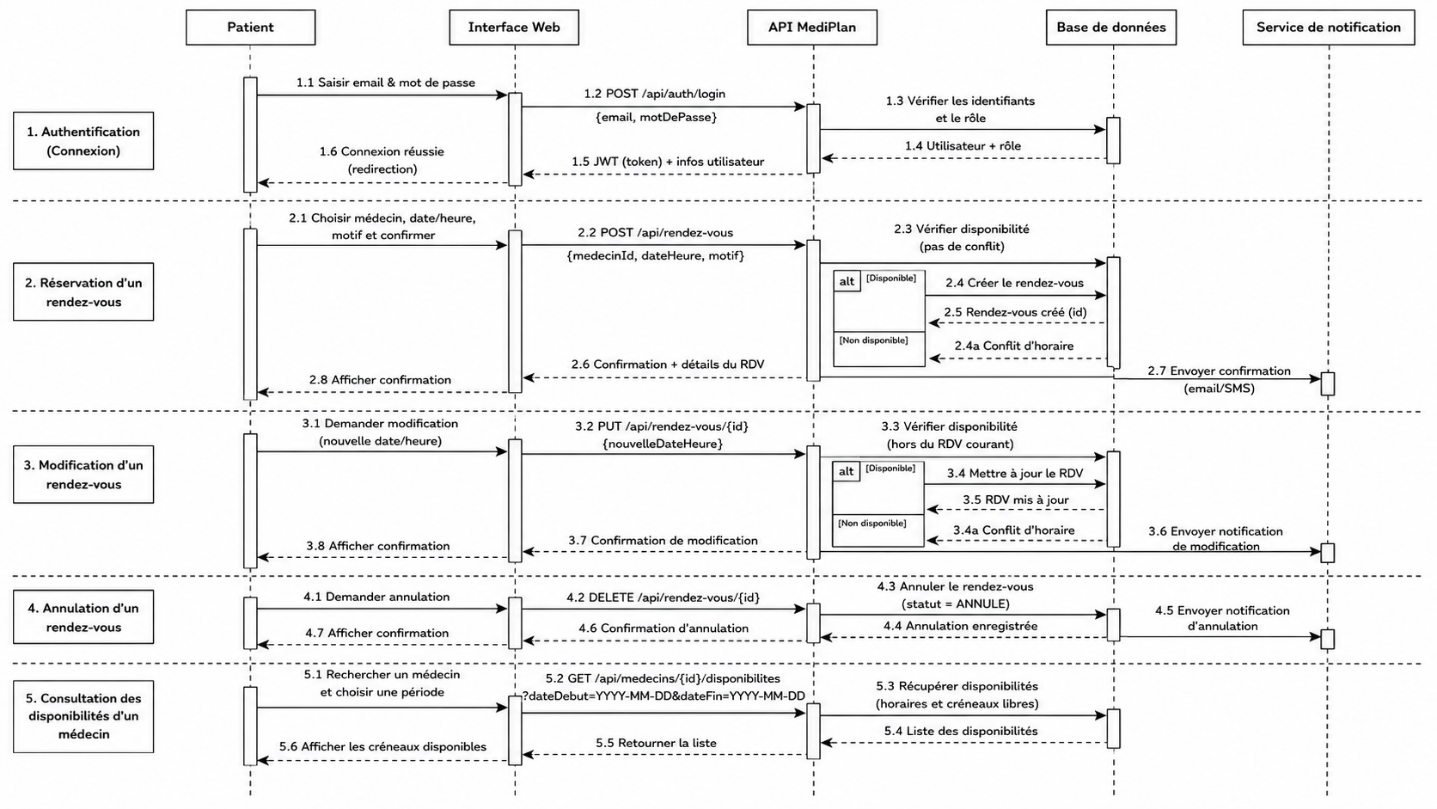 Patient
Interface Web
API MediPlan
Base de données
Service de notification
1. Authentification
(Connexion)
1.1 Saisir email & mot de passe
1.2 POST /api/auth/login
{email, motDePasse}
1.3 Vérifier les identifiants
et le rôle
1.4 Utilisateur + rôle
1.5 JWT (token) + infos utilisateur
1.6 Connexion réussie
(redirection)
2. Réservation d'un
rendez-vous
2.1 Choisir médecin, date/heure,
motif et confirmer
2.2 POST /api/rendez-vous
{medecinId, dateHeure, motif}
2.3 Vérifier disponibilité
(pas de conflit)
alt
[Disponible]
2.4 Créer le rendez-vous
2.5 Rendez-vous créé (id)
[Non disponible]
2.4a Conflit d'horaire
2.6 Confirmation + détails du RDV
2.7 Envoyer confirmation
(email/SMS)
2.8 Afficher confirmation
3. Modification d'un
rendez-vous
3.1 Demander modification
(nouvelle date/heure)
3.2 PUT /api/rendez-vous/{id}
{nouvelleDateHeure}
3.3 Vérifier disponibilité
(hors du RDV courant)
alt
[Disponible]
3.4 Mettre à jour le RDV
3.5 RDV mis à jour
[Non disponible]
3.4a Conflit d'horaire
3.6 Envoyer notification
de modification
3.7 Confirmation de modification
3.8 Afficher confirmation
4. Annulation d'un
rendez-vous
4.1 Demander annulation
4.2 DELETE /api/rendez-vous/{id}
4.3 Annuler le rendez-vous
(statut = ANNULE)
4.4 Annulation enregistrée
4.5 Envoyer notification
d'annulation
4.6 Confirmation d'annulation
4.7 Afficher confirmation
5. Consultation des
disponibilités d'un
médecin
5.1 Rechercher un médecin
et choisir une période
5.2 GET /api/medecins/{id}/disponibilites
?dateDebut=YYYY-MM-DD&dateFin=YYYY-MM-DD
5.3 Récupérer disponibilités
(horaires et créneaux libres)
5.4 Liste des disponibilités
5.5 Retourner la liste
5.6 Afficher les créneaux disponibles